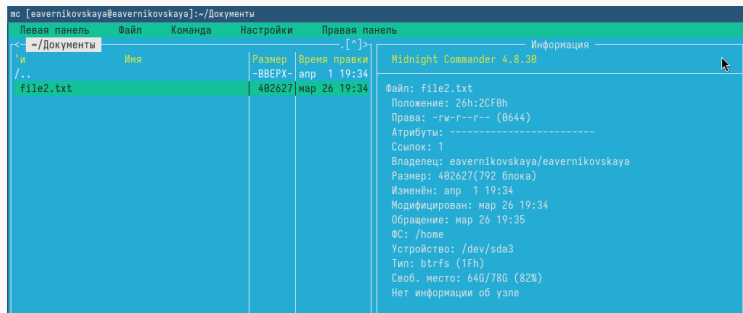 mc [eavernikovskaya@eavernikovskaya]:~/Документы
Левая панель Файл Команда Настройки Правая панель
<─ ~/Документы .[^]>
'и Имя Размер Время правки
/.. -ВВЕРХ- апр 1 19:34
file2.txt 402627 мар 26 19:34
Информация
Midnight Commander 4.8.30
Файл: file2.txt
Положение: 26h:2CF0h
Права: -rw-r--r-- (0644)
Атрибуты: -------------------------
Ссылок: 1
Владелец: eavernikovskaya/eavernikovskaya
Размер: 402627(792 блока)
Изменён: апр 1 19:34
Модифицирован: мар 26 19:34
Обращение: мар 26 19:35
ФС: /home
Устройство: /dev/sda3
Тип: btrfs (1Fh)
Своб. место: 64G/78G (82%)
Нет информации об узле